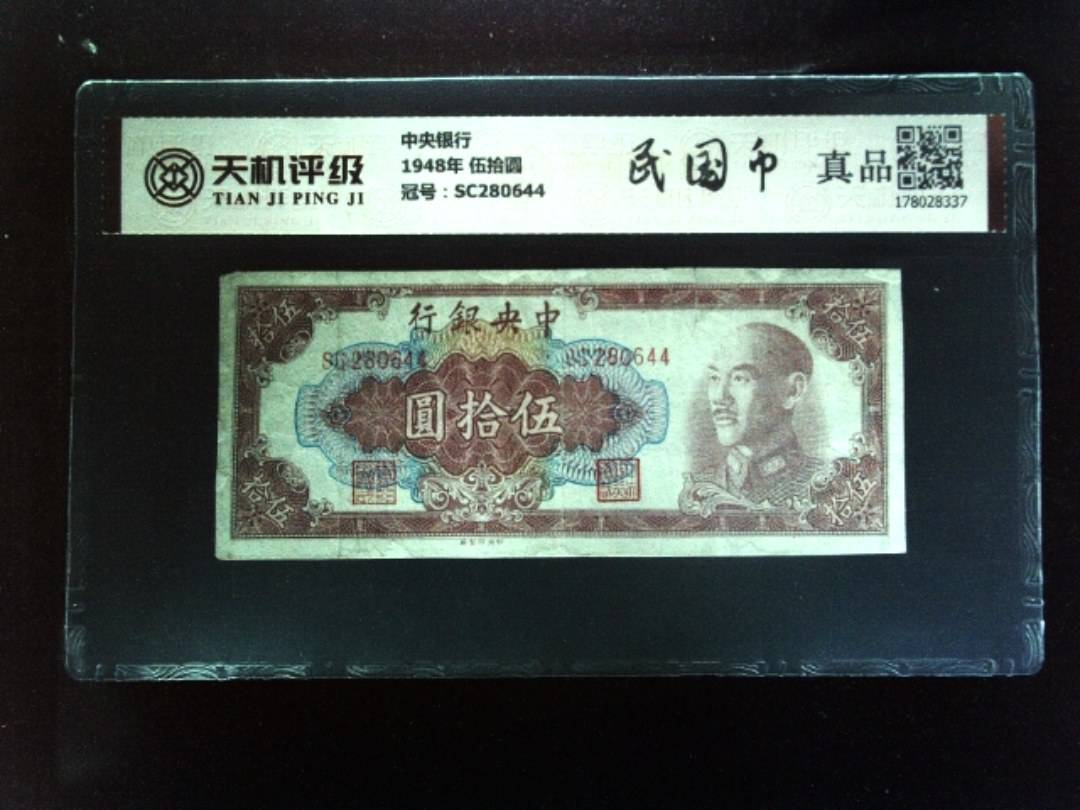 天机评级
TIAN JI PING JI
中央银行
1948年 伍拾圆
冠号：SC280644
民国币
真品
178028337
行銀央中
拾伍
拾伍
SC280644
SC280644
圓拾伍
拾伍
拾伍